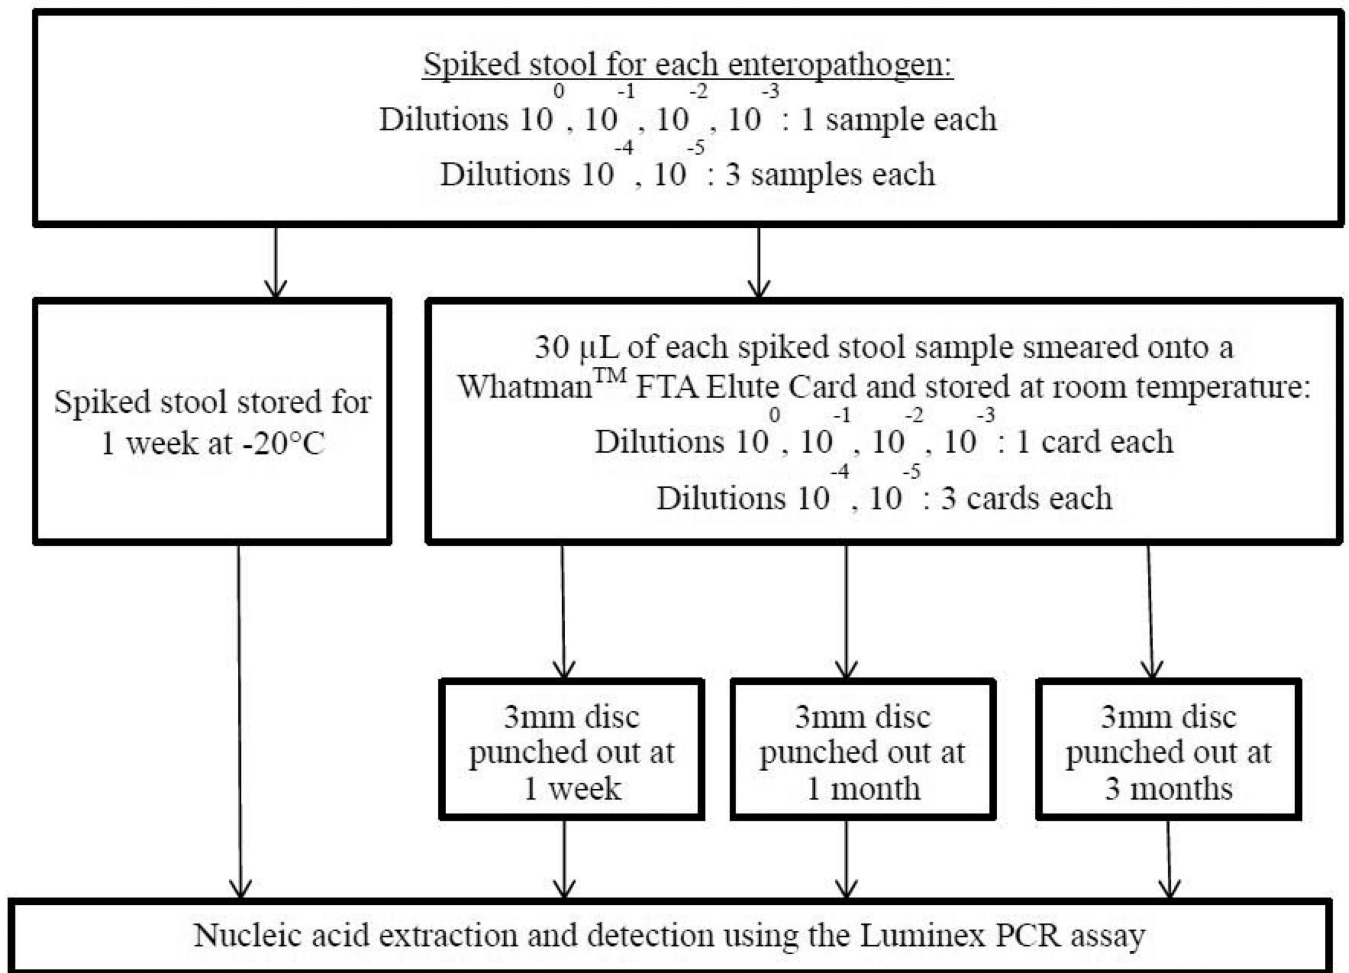 Spiked stool for each enteropathogen:
Dilutions 10⁰, 10⁻¹, 10⁻², 10⁻³: 1 sample each
Dilutions 10⁻⁴, 10⁻⁵: 3 samples each
Spiked stool stored for
1 week at -20°C
30 µL of each spiked stool sample smeared onto a
Whatman™ FTA Elute Card and stored at room temperature:
Dilutions 10⁰, 10⁻¹, 10⁻², 10⁻³: 1 card each
Dilutions 10⁻⁴, 10⁻⁵: 3 cards each
3mm disc
punched out at
1 week
3mm disc
punched out at
1 month
3mm disc
punched out at
3 months
Nucleic acid extraction and detection using the Luminex PCR assay